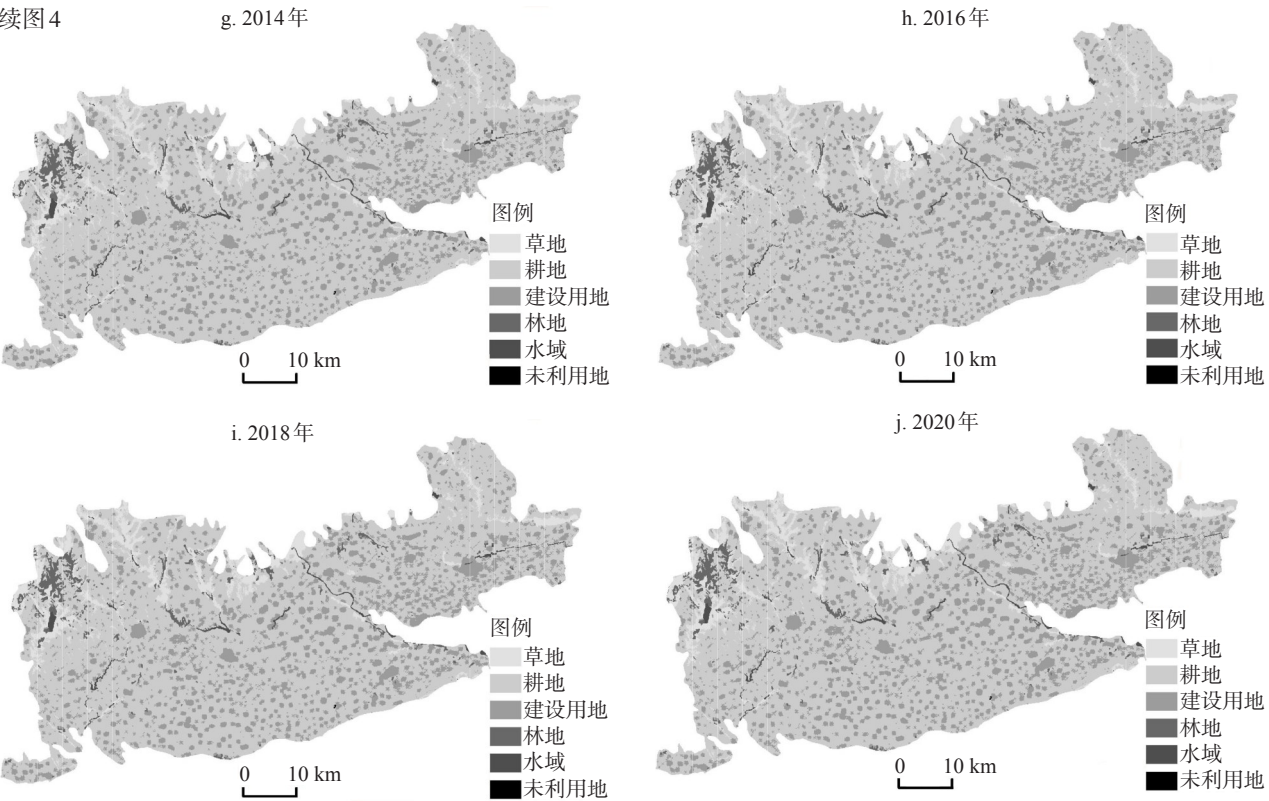 续图4
g. 2014年
h. 2016年
图例
草地
耕地
建设用地
林地
水域
未利用地
0 10 km
图例
草地
耕地
建设用地
林地
水域
未利用地
0 10 km
i. 2018年
j. 2020年
图例
草地
耕地
建设用地
林地
水域
未利用地
0 10 km
图例
草地
耕地
建设用地
林地
水域
未利用地
0 10 km